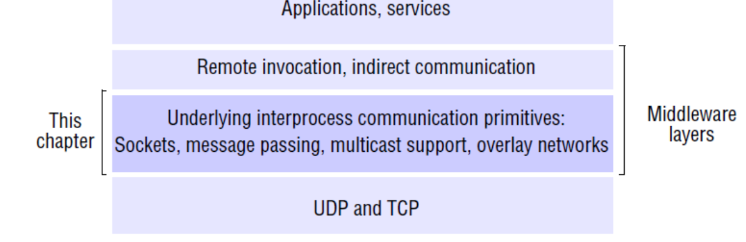 Applications, services
Remote invocation, indirect communication
This
chapter
Underlying interprocess communication primitives:
Sockets, message passing, multicast support, overlay networks
Middleware
layers
UDP and TCP